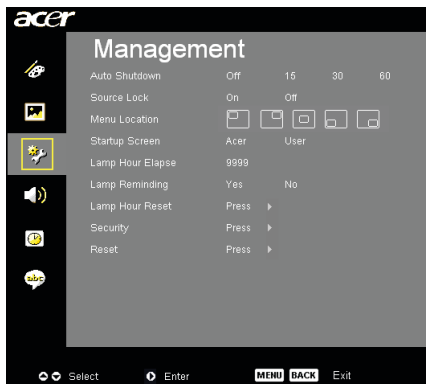 acer
Management
Auto Shutdown Off 15 30 60
Source Lock On Off
Menu Location
Startup Screen Acer User
Lamp Hour Elapse 9999
Lamp Reminding Yes No
Lamp Hour Reset Press
Security Press
Reset Press
abc
Select Enter MENU BACK Exit